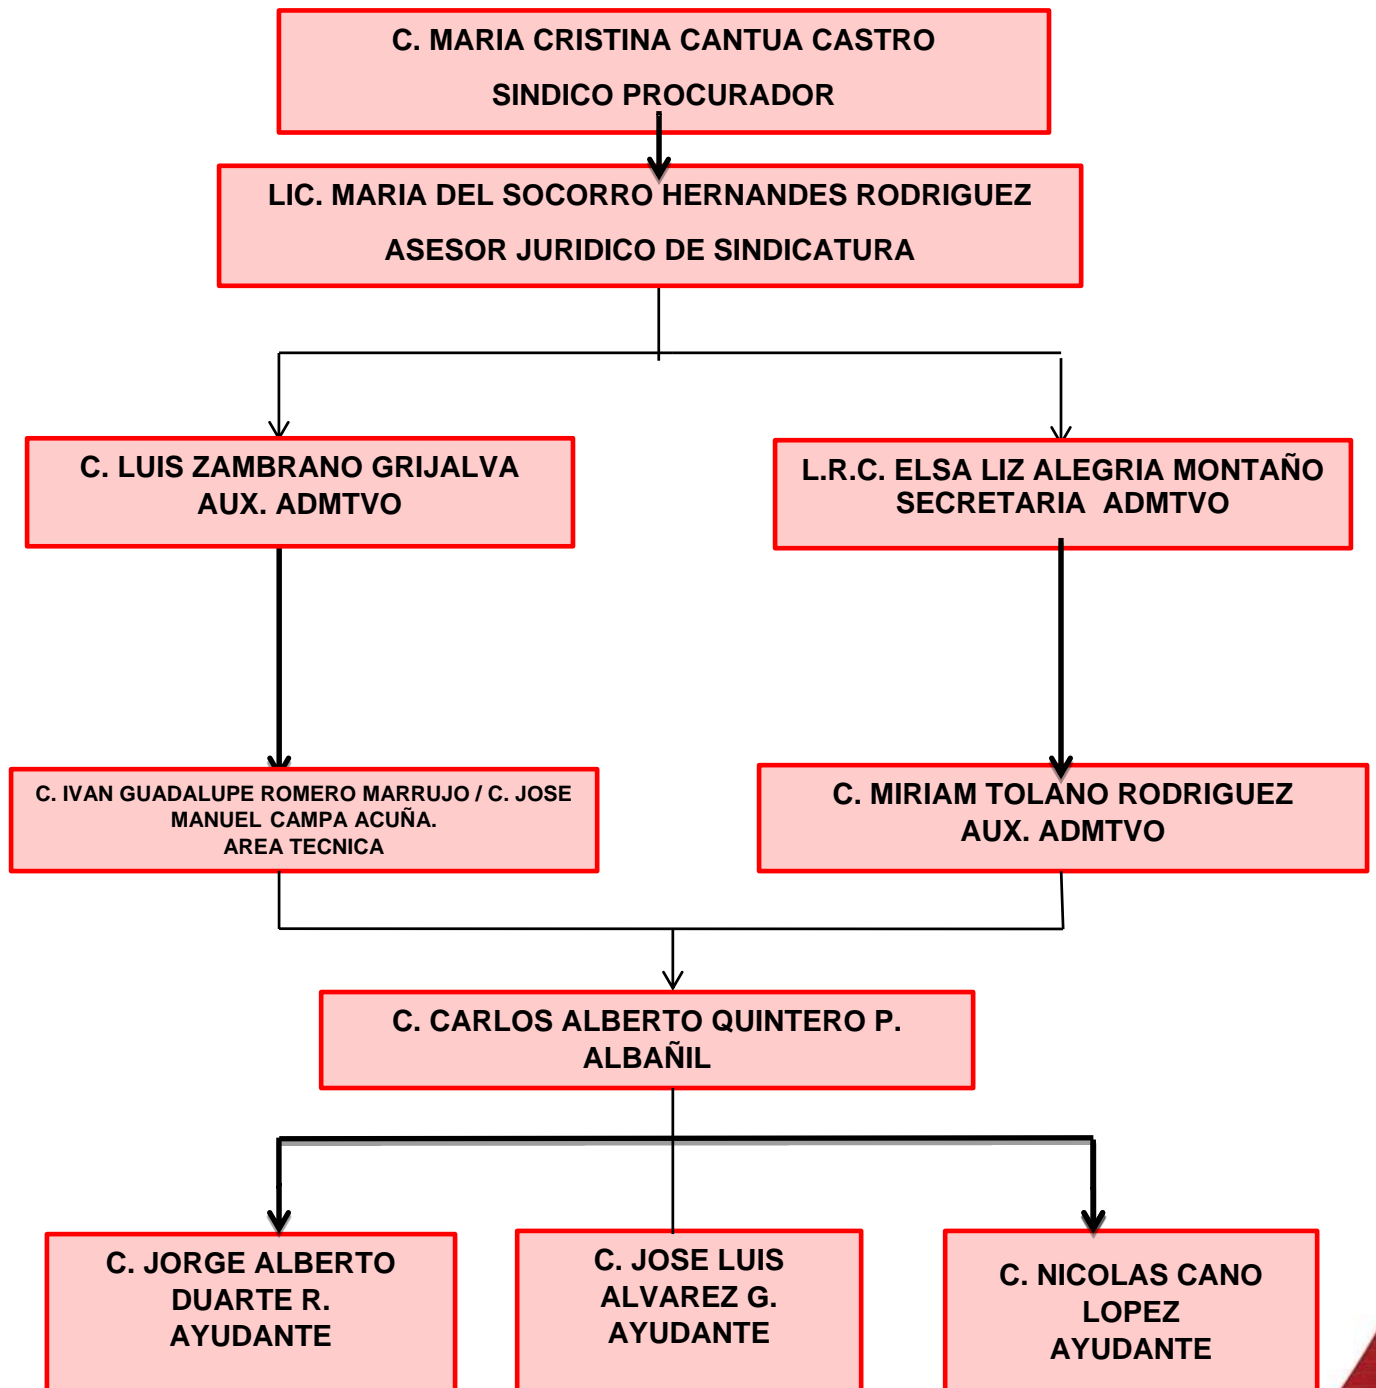 C. MARIA CRISTINA CANTUA CASTRO
SINDICO PROCURADOR
LIC. MARIA DEL SOCORRO HERNANDES RODRIGUEZ
ASESOR JURIDICO DE SINDICATURA
C. LUIS ZAMBRANO GRIJALVA
AUX. ADMTVO
L.R.C. ELSA LIZ ALEGRIA MONTAÑO
SECRETARIA ADMTVO
C. IVAN GUADALUPE ROMERO MARRUJO / C. JOSE
MANUEL CAMPA ACUÑA.
AREA TECNICA
C. MIRIAM TOLANO RODRIGUEZ
AUX. ADMTVO
C. CARLOS ALBERTO QUINTERO P.
ALBAÑIL
C. JORGE ALBERTO
DUARTE R.
AYUDANTE
C. JOSE LUIS
ALVAREZ G.
AYUDANTE
C. NICOLAS CANO
LOPEZ
AYUDANTE